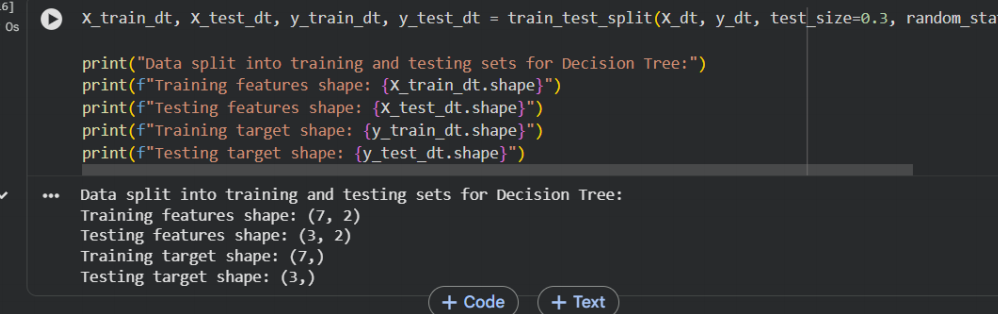 6]
0s
X_train_dt, X_test_dt, y_train_dt, y_test_dt = train_test_split(X_dt, y_dt, test_size=0.3, random_sta
print("Data split into training and testing sets for Decision Tree:")
print(f"Training features shape: {X_train_dt.shape}")
print(f"Testing features shape: {X_test_dt.shape}")
print(f"Training target shape: {y_train_dt.shape}")
print(f"Testing target shape: {y_test_dt.shape}")
Data split into training and testing sets for Decision Tree:
Training features shape: (7, 2)
Testing features shape: (3, 2)
Training target shape: (7,)
Testing target shape: (3,)
+ Code + Text